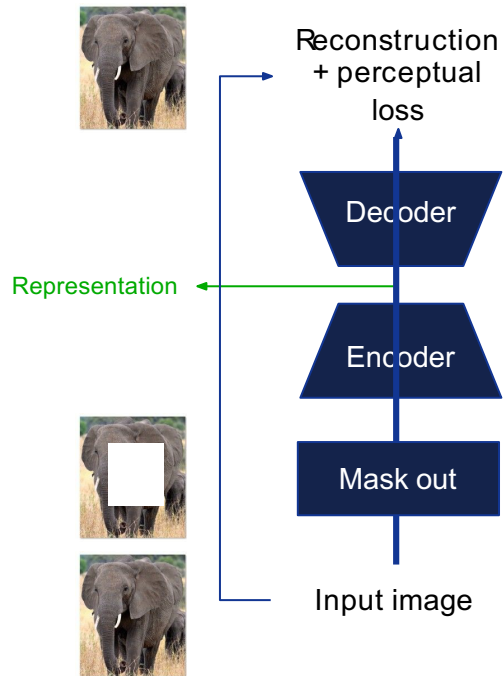 Reconstruction
+ perceptual
loss
Decoder
Representation
Encoder
Mask out
Input image